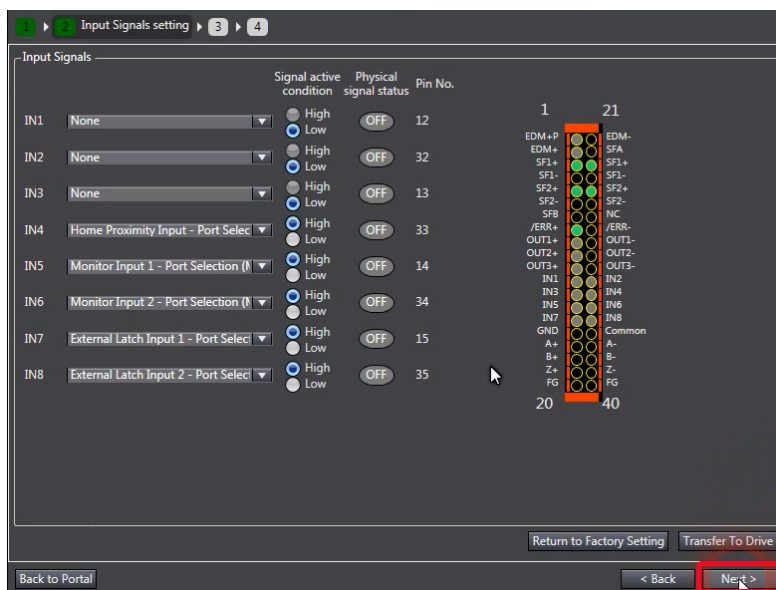 1 2 Input Signals setting 3 4
Input Signals
Signal active condition Physical signal status Pin No.
IN1 None High Low OFF 12
IN2 None High Low OFF 32
IN3 None High Low OFF 13
IN4 Home Proximity Input - Port Selec High Low OFF 33
IN5 Monitor Input 1 - Port Selection (M High Low OFF 14
IN6 Monitor Input 2 - Port Selection (M High Low OFF 34
IN7 External Latch Input 1 - Port Select High Low OFF 15
IN8 External Latch Input 2 - Port Select High Low OFF 35
1 21
EDM+P EDM-
EDM+ SFA
SF1+ SF1+
SF1- SF1-
SF2+ SF2+
SF2- SF2-
SFB NC
/ERR+ /ERR-
OUT1+ OUT1-
OUT2+ OUT2-
OUT3+ OUT3-
IN1 IN2
IN3 IN4
IN5 IN6
IN7 IN8
GND Common
A+ A-
B+ B-
Z+ Z-
FG FG
20 40
Return to Factory Setting Transfer To Drive
Back to Portal < Back Next >